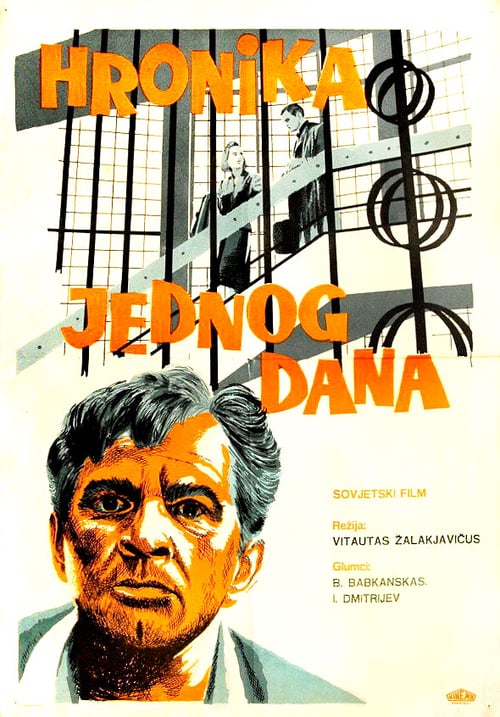 HRONIKA
JEDNOG
DANA
SOVJETSKI FILM
Režija:
VITAUTAS ŽALAKJAVIČUS
Glumci:
B. BABKANSKAS.
I. DMITRIJEV